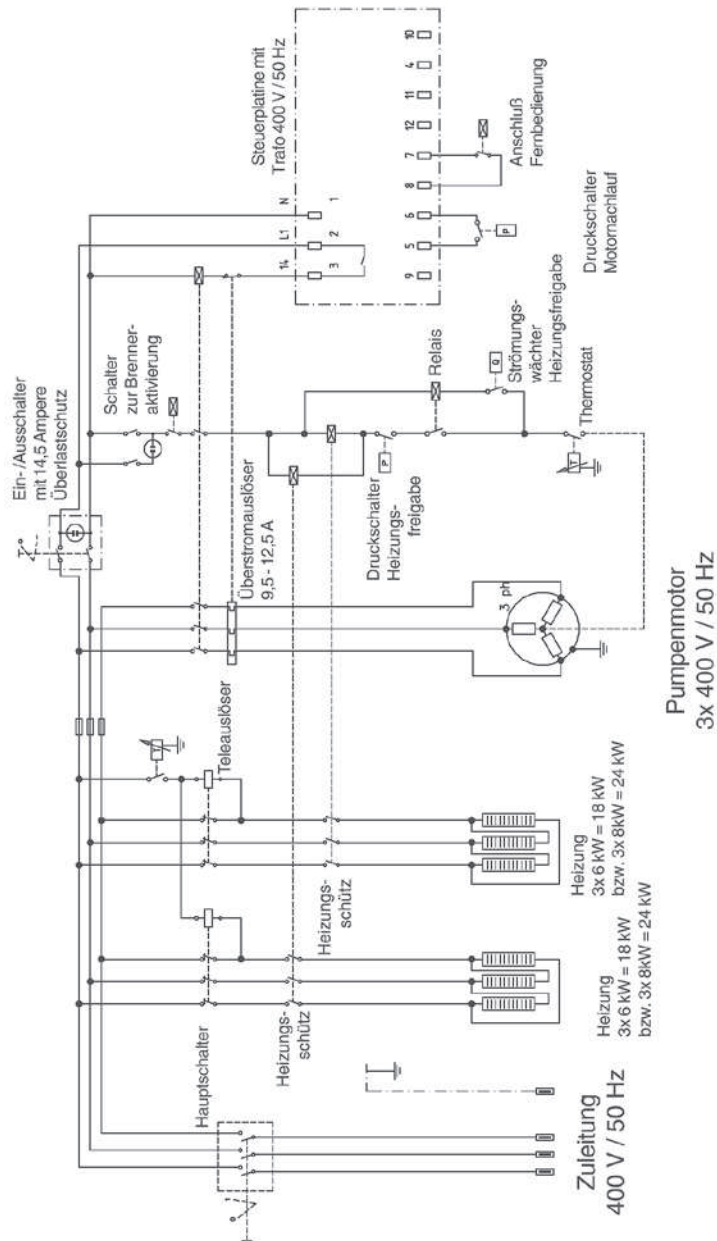 Steuerplatine mit
Trafo 400 V / 50 Hz
14
L1
N
3
2
1
9
5
6
8
7
12
11
4
10
P
Anschluß
Fernbedienung
Druckschalter
Motornachlauf
Ein-/Ausschalter
mit 14,5 Ampere
Überlastschutz
Schalter
zur Brenner-
aktivierung
Überstromauslöser
9,5 - 12,5 A
P
Druckschalter
Heizungs-
freigabe
Relais
Q
Strömungs-
wächter
Heizungsfreigabe
T
Thermostat
3 ph
Pumpenmotor
3x 400 V / 50 Hz
T
Teleauslöser
Heizungs-
schütz
Heizung
3x 6 kW = 18 kW
bzw. 3x 8kW = 24 kW
Heizungs-
schütz
Heizung
3x 6 kW = 18 kW
bzw. 3x 8kW = 24 kW
Hauptschalter
Zuleitung
400 V / 50 Hz